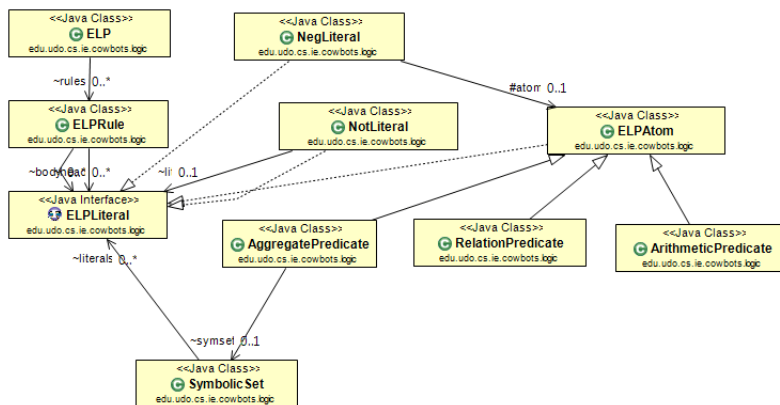 <<Java Class>>
ELP
edu.udo.cs.ie.cowbots.logic
<<Java Class>>
NegLiteral
edu.udo.cs.ie.cowbots.logic
~rules 0..*
#atom 0..1
<<Java Class>>
ELPRule
edu.udo.cs.ie.cowbots.logic
<<Java Class>>
NotLiteral
edu.udo.cs.ie.cowbots.logic
<<Java Class>>
ELPAtom
edu.udo.cs.ie.cowbots.logic
0..*
~li 0..1
<<Java Interface>>
ELPLiteral
edu.udo.cs.ie.cowbots.logic
<<Java Class>>
AggregatePredicate
edu.udo.cs.ie.cowbots.logic
<<Java Class>>
RelationPredicate
edu.udo.cs.ie.cowbots.logic
<<Java Class>>
ArithmeticPredicate
edu.udo.cs.ie.cowbots.logic
~literals 0..*
~symset 0..1
<<Java Class>>
SymbolicSet
edu.udo.cs.ie.cowbots.logic